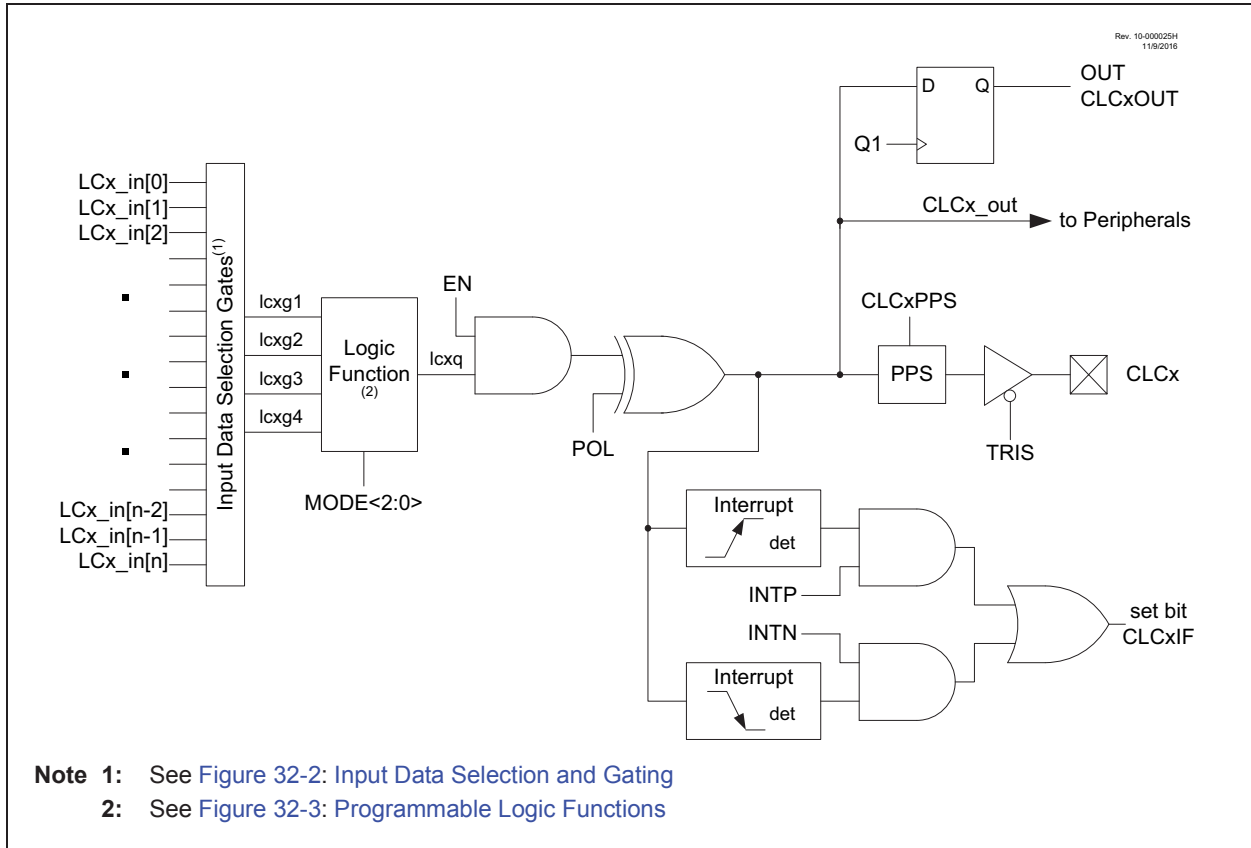 Rev. 10-000025H
11/9/2016
D Q
OUT
CLCxOUT
Q1
CLCx_out
to Peripherals
LCx_in[0]
LCx_in[1]
LCx_in[2]
LCx_in[n-2]
LCx_in[n-1]
LCx_in[n]
Input Data Selection Gates(1)
lcxg1
lcxg2
lcxg3
lcxg4
Logic
Function
(2)
MODE<2:0>
lcxq
EN
POL
CLCxPPS
PPS
TRIS
CLCx
Interrupt
det
INTP
INTN
Interrupt
det
set bit
CLCxIF
Note 1: See Figure 32-2: Input Data Selection and Gating
2: See Figure 32-3: Programmable Logic Functions